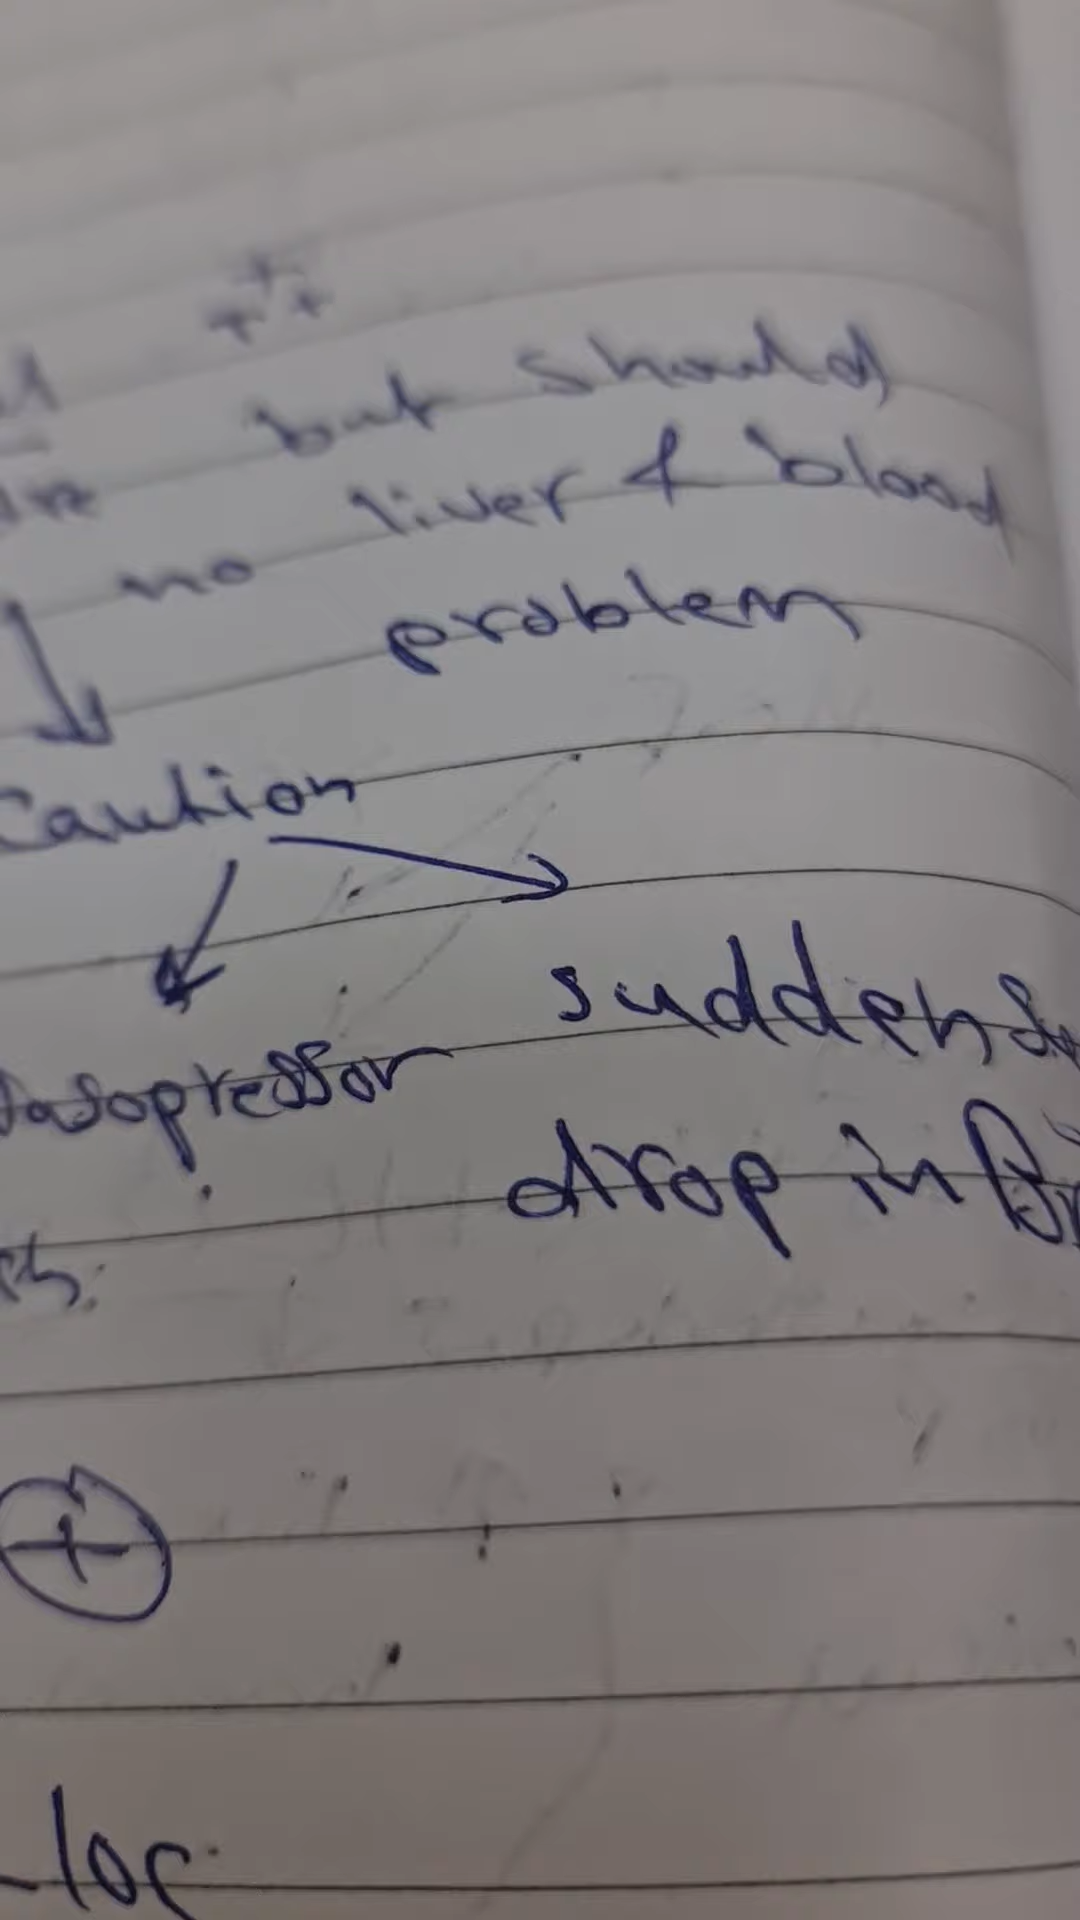 +++
but should
no liver & blood
problem
Caution
Vasopressor
sudden
drop in